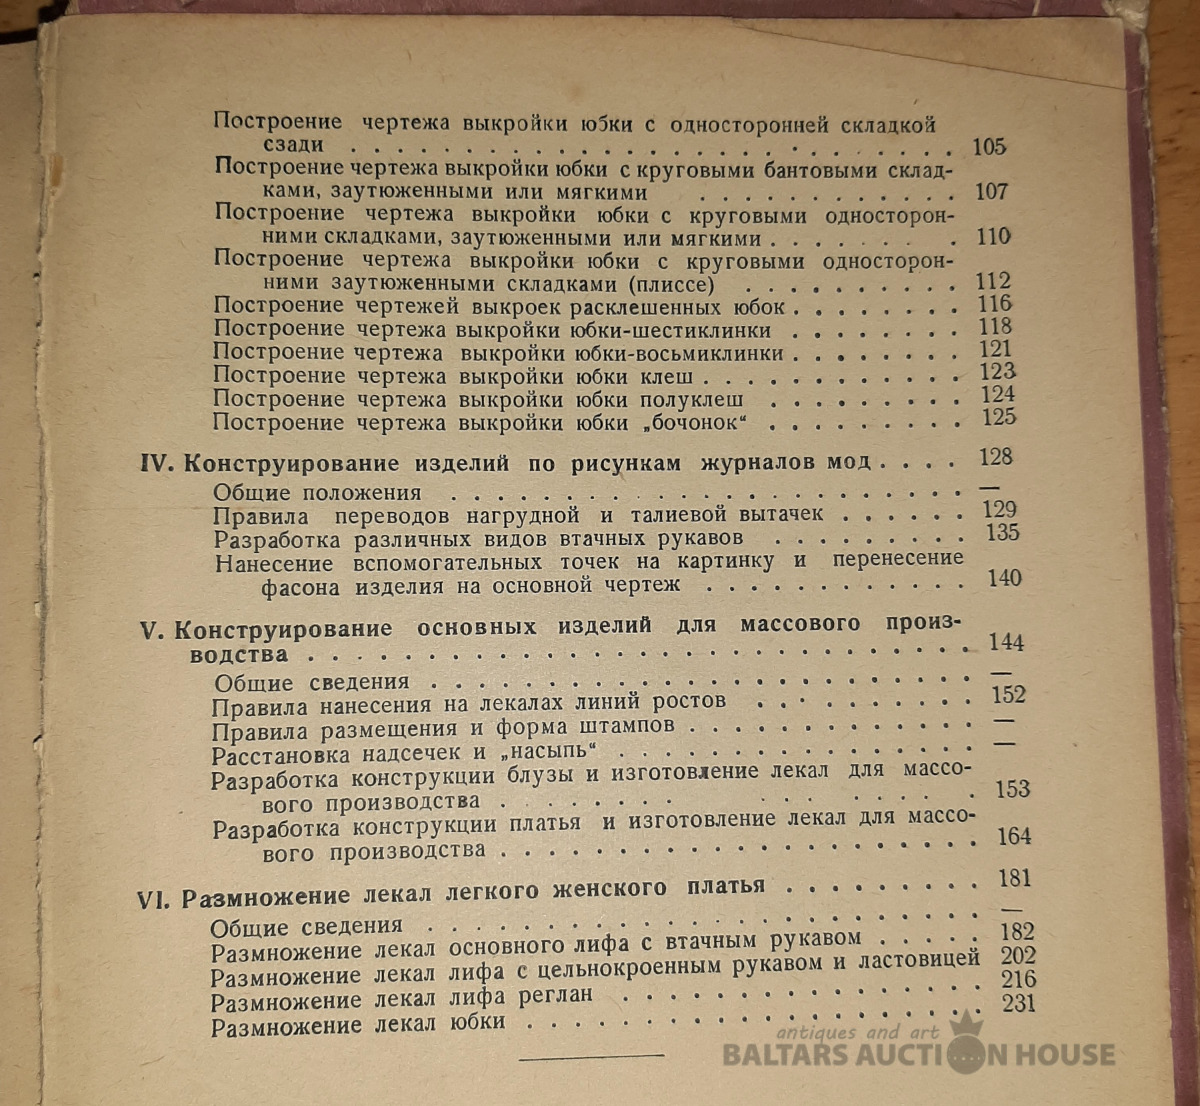 Построение чертежа выкройки юбки с односторонней складкой
сзади . . . . . . . . . . . . . . . . . . . . 105
Построение чертежа выкройки юбки с круговыми бантовыми склад-
ками, заутюженными или мягкими . . . . . . . . . . . 107
Построение чертежа выкройки юбки с круговыми односторон-
ними складками, заутюженными или мягкими . . . . . . . 110
Построение чертежа выкройки юбки с круговыми односторон-
ними заутюженными складками (плиссе) . . . . . . . . . 112
Построение чертежей выкроек расклешенных юбок . . . . . . . 116
Построение чертежа выкройки юбки-шестиклинки . . . . . . . 118
Построение чертежа выкройки юбки-восьмиклинки . . . . . . . 121
Построение чертежа выкройки юбки клеш . . . . . . . . . . 123
Построение чертежа выкройки юбки полуклеш . . . . . . . . 124
Построение чертежа выкройки юбки „бочонок“ . . . . . . . . 125
IV. Конструирование изделий по рисункам журналов мод . . . . 128
Общие положения . . . . . . . . . . . . . . . . . —
Правила переводов нагрудной и талиевой вытачек . . . . . . 129
Разработка различных видов втачных рукавов . . . . . . . . 135
Нанесение вспомогательных точек на картинку и перенесение
фасона изделия на основной чертеж . . . . . . . . . . . 140
V. Конструирование основных изделий для массового произ-
водства . . . . . . . . . . . . . . . . . . . . . . 144
Общие сведения . . . . . . . . . . . . . . . . . . —
Правила нанесения на лекалах линий ростов . . . . . . . . . 152
Правила размещения и форма штампов . . . . . . . . . . . —
Расстановка надсечек и „насыпь“ . . . . . . . . . . . . . —
Разработка конструкции блузы и изготовление лекал для массо-
вого производства . . . . . . . . . . . . . . . . 153
Разработка конструкции платья и изготовление лекал для массо-
вого производства . . . . . . . . . . . . . . . . . 164
VI. Размножение лекал легкого женского платья . . . . . . . . . 181
Общие сведения . . . . . . . . . . . . . . . . . . —
Размножение лекал основного лифа с втачным рукавом . . . . . 182
Размножение лекал лифа с цельнокроенным рукавом и ластовицей 202
Размножение лекал лифа реглан . . . . . . . . . . . . . 216
Размножение лекал юбки . . . . . . . . . . . . . . . . 231
antiques and art
BALTARS AUCTION HOUSE